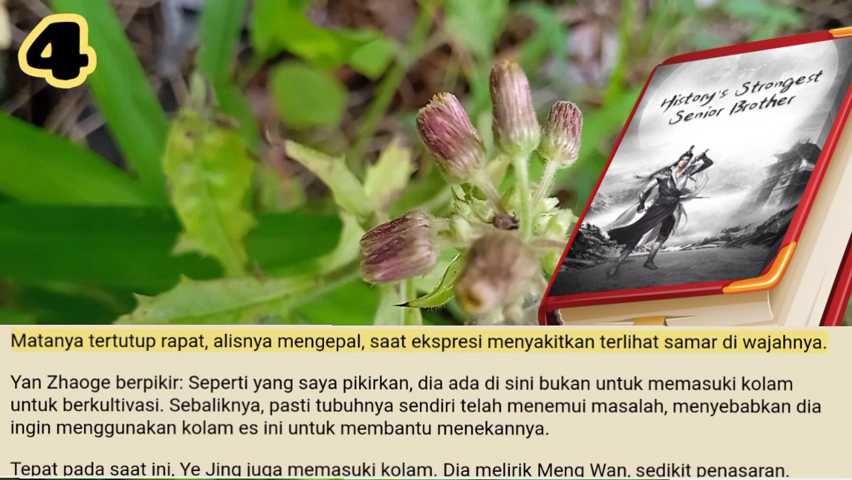 4
History's Strongest
Senior Brother
Matanya tertutup rapat, alisnya mengepal, saat ekspresi menyakitkan terlihat samar di wajahnya.
Yan Zhaoge berpikir: Seperti yang saya pikirkan, dia ada di sini bukan untuk memasuki kolam
untuk berkultivasi. Sebaliknya, pasti tubuhnya sendiri telah menemui masalah, menyebabkan dia
ingin menggunakan kolam es ini untuk membantu menekannya.
Tepat pada saat ini, Ye Jing juga memasuki kolam. Dia melirik Meng Wan, sedikit penasaran.